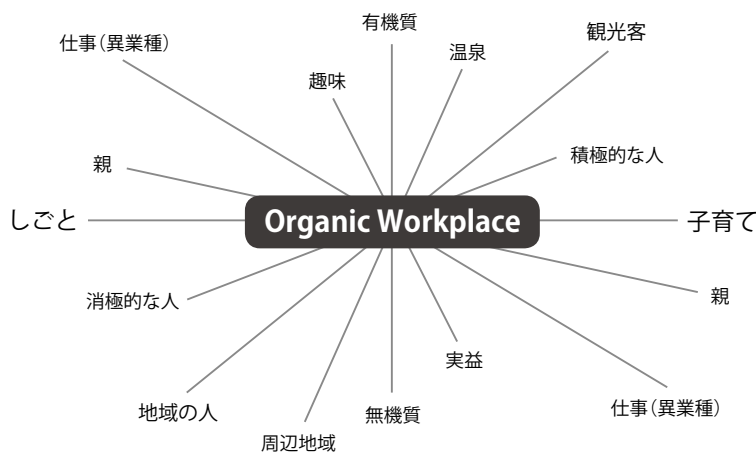 有機質
仕事(異業種)
観光客
温泉
趣味
積極的な人
親
しごと
Organic Workplace
子育て
消極的な人
親
実益
地域の人
無機質
仕事(異業種)
周辺地域